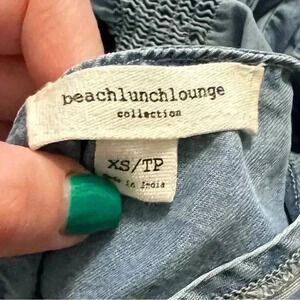 beachlunchlounge
collection
XS/TP
Made in India